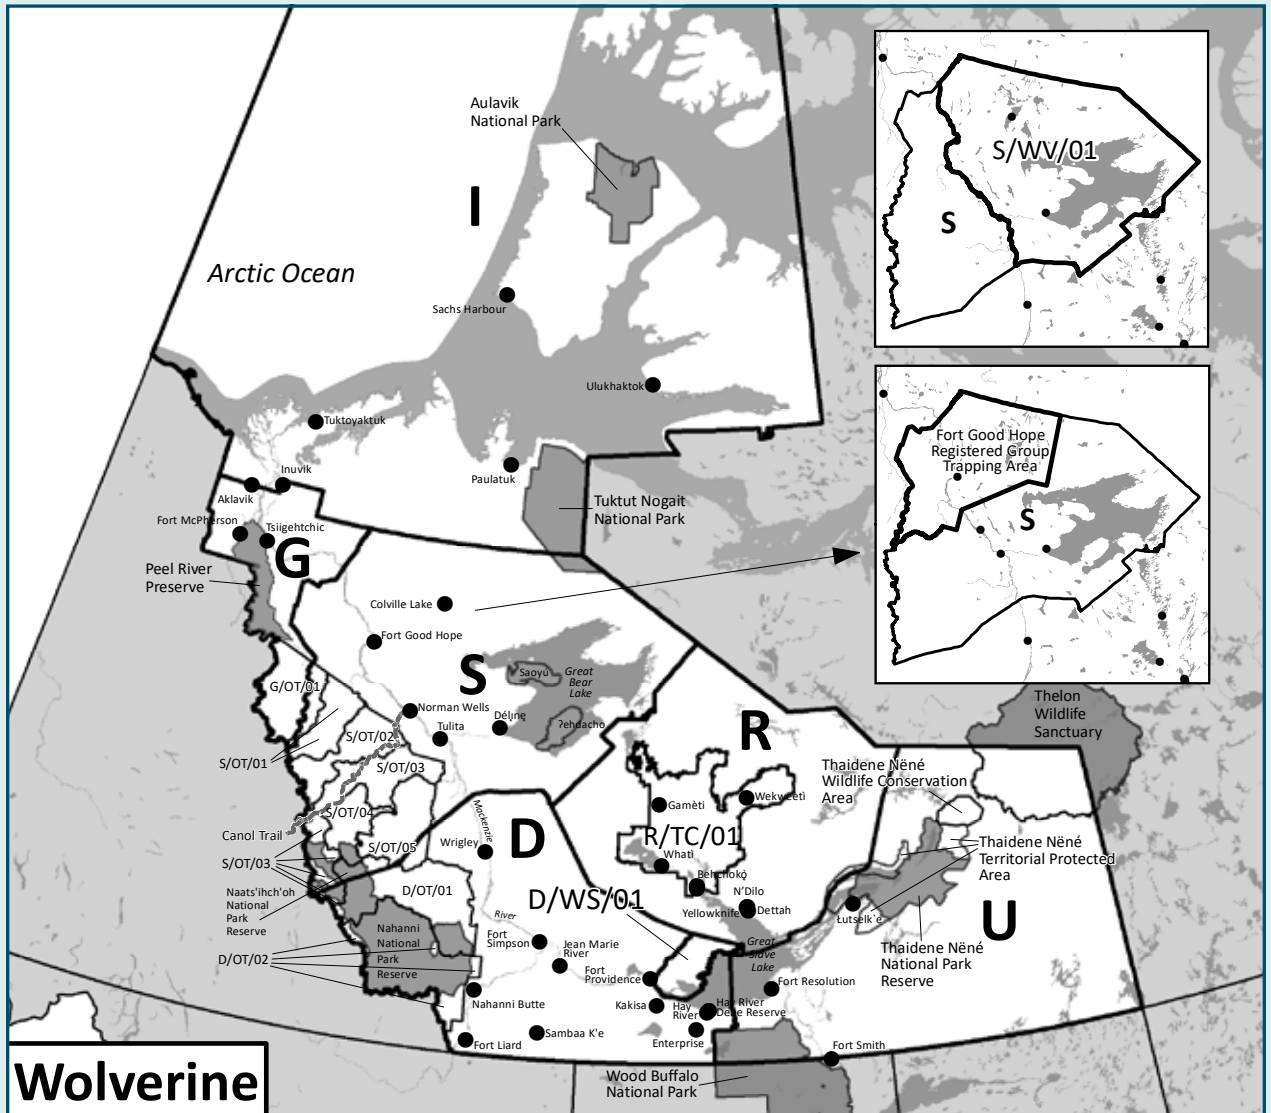 Aulavik
National Park
I
Arctic Ocean
Sachs Harbour
Ulukhaktok
Tuktoyaktuk
Inuvik
Aklavik
Paulatuk
Tuktut Nogait
National Park
Fort McPherson
Tsiigehtchic
G
Peel River
Preserve
Colville Lake
Fort Good Hope
S
Saoyú
Great
Bear
Lake
ʔehdacho
G/OT/01
Norman Wells
Tulita
Délı̨nę
S/OT/01
S/OT/02
S/OT/03
S/OT/04
S/OT/05
Canol Trail
S/OT/03
Naats'ihch'oh
National
Park
Reserve
D/OT/01
D/OT/02
Nahanni
National
Park
Reserve
Mackenzie
River
Wrigley
D
D/WS/01
Fort
Simpson
Jean Marie
River
Fort
Providence
Kakisa
Hay
River
Hay River
Dene Reserve
Enterprise
Nahanni Butte
Sambaa K'e
Fort Liard
R
Gamètì
Wekweètì
R/TC/01
Whatì
Behchokǫ̀
N'Dilo
Yellowknife
Dettah
Great
Slave
Lake
Łutselk'e
U
Thaidene Nëné
Wildlife Conservation
Area
Thelon
Wildlife
Sanctuary
Thaidene Nëné
Territorial Protected
Area
Thaidene Nëné
National Park
Reserve
Fort Resolution
Fort Smith
Wood Buffalo
National Park
S/WV/01
S
Fort Good Hope
Registered Group
Trapping Area
S
Wolverine